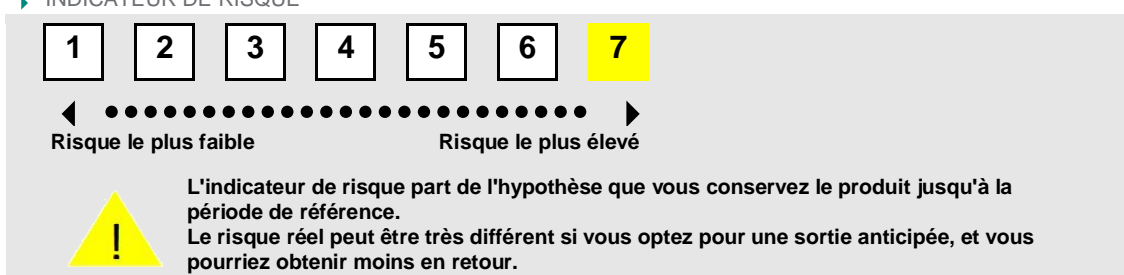 INDICATEUR DE RISQUE
1 2 3 4 5 6 7
Risque le plus faible Risque le plus élevé
L'indicateur de risque part de l'hypothèse que vous conservez le produit jusqu'à la
période de référence.
Le risque réel peut être très différent si vous optez pour une sortie anticipée, et vous
pourriez obtenir moins en retour.
!